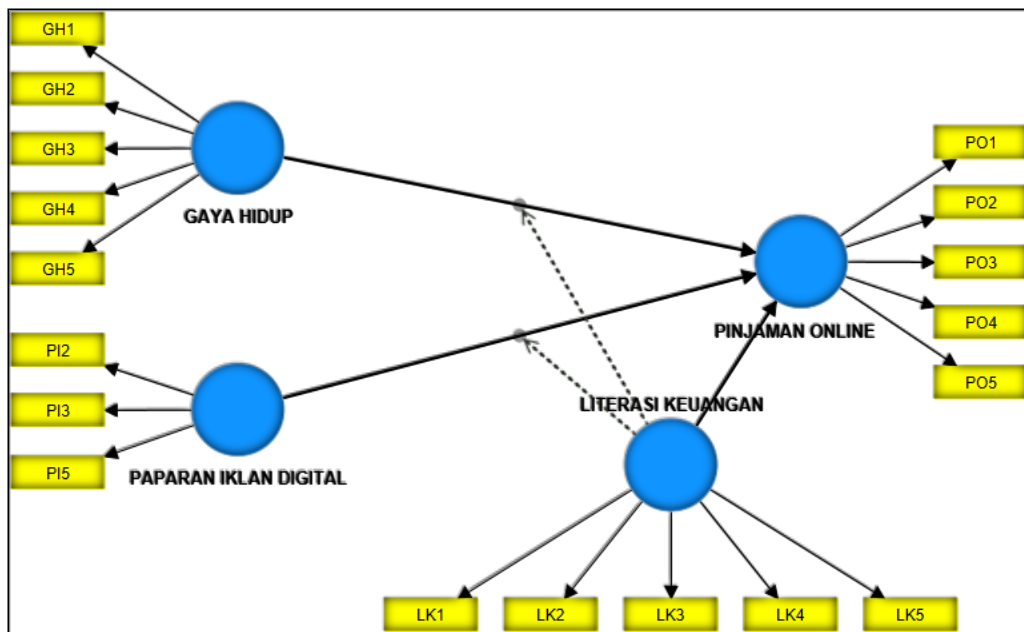 GH1
GH2
GH3
GH4
GH5
GAYA HIDUP
PI2
PI3
PI5
PAPARAN IKLAN DIGITAL
PO1
PO2
PO3
PO4
PO5
PINJAMAN ONLINE
LITERASI KEUANGAN
LK1
LK2
LK3
LK4
LK5